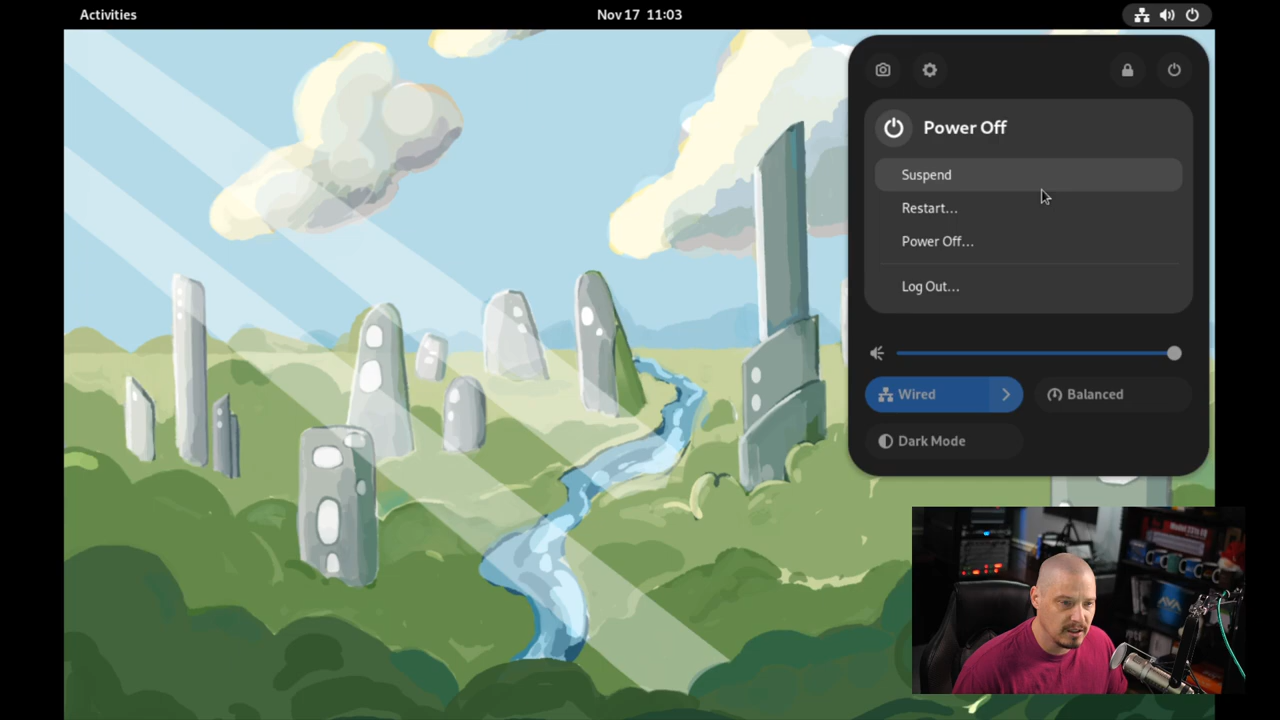 Activities
Nov 17 11:03
Power Off
Suspend
Restart...
Power Off...
Log Out...
Wired
Balanced
Dark Mode